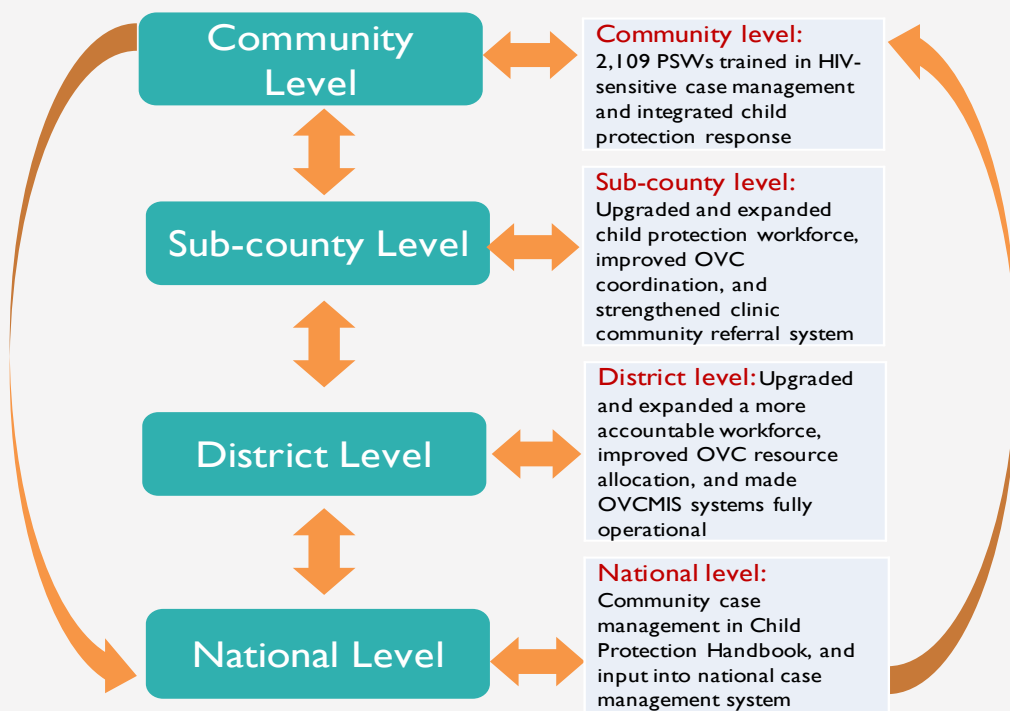 Community
Level
Community level:
2,109 PSWs trained in HIV-
sensitive case management
and integrated child
protection response
Sub-county Level
Sub-county level:
Upgraded and expanded
child protection workforce,
improved OVC
coordination, and
strengthened clinic
community referral system
District Level
District level: Upgraded
and expanded a more
accountable workforce,
improved OVC resource
allocation, and made
OVCMIS systems fully
operational
National Level
National level:
Community case
management in Child
Protection Handbook, and
input into national case
management system